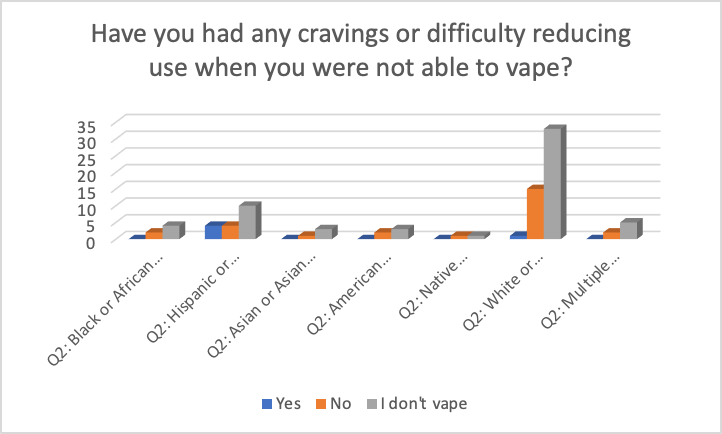 Have you had any cravings or difficulty reducing
use when you were not able to vape?
35
30
25
20
15
10
5
0
Q2: Black or African...
Q2: Hispanic or...
Q2: Asian or Asian...
Q2: American...
Q2: Native...
Q2: White or...
Q2: Multiple...
Yes No I don't vape